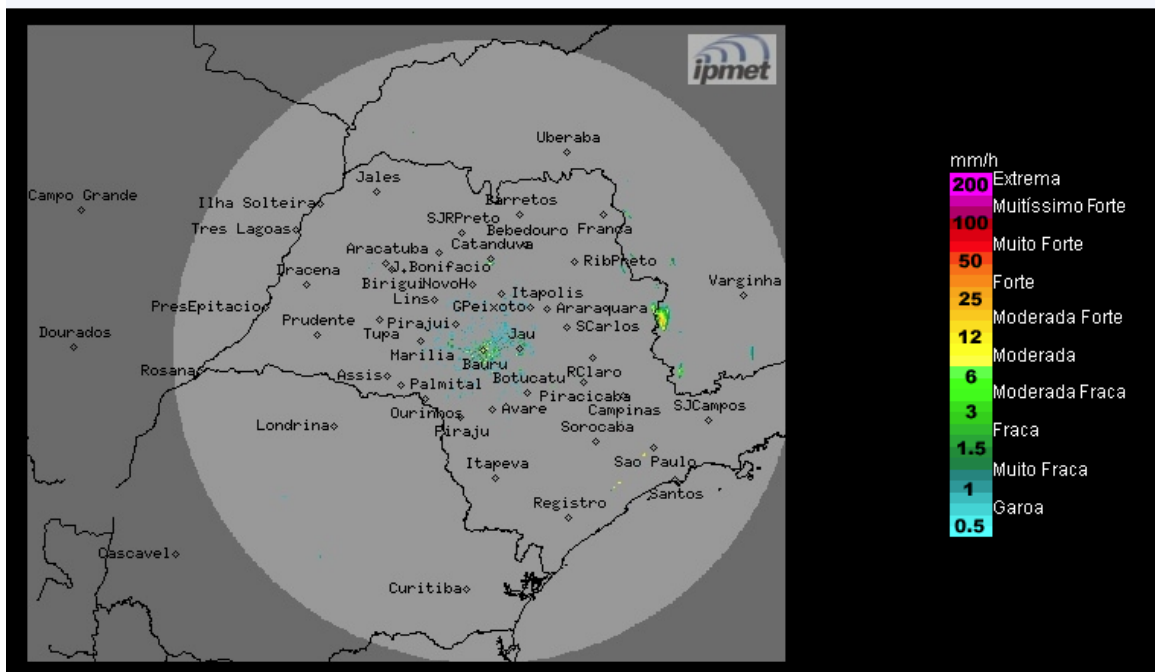 ipmet
Uberaba
Jales
Campo Grande
Ilha Solteira
Barretos
SJRPreto
Tres Lagoas
Bebedouro
Franca
Catanduva
Aracatuba
J.Bonifacio
RibPreto
Dracena
Varginha
Birigui
NovoH
Itapolis
Lins
GPeixoto
Araraquara
PresEpitacio
Prudente
Pirajui
SCarlos
Dourados
Tupa
Jau
Marilia
Bauru
Rosana
Assis
Botucatu
RClaro
Palmital
Piracicaba
Ourinhos
Avare
Campinas
SJCampos
Londrina
Piraju
Sorocaba
Itapeva
Sao Paulo
Registro
Santos
Cascavel
Curitiba
mm/h
200 Extrema
Muitíssimo Forte
100
Muito Forte
50
Forte
25
Moderada Forte
12
Moderada
6
Moderada Fraca
3
Fraca
1.5
Muito Fraca
1
Garoa
0.5